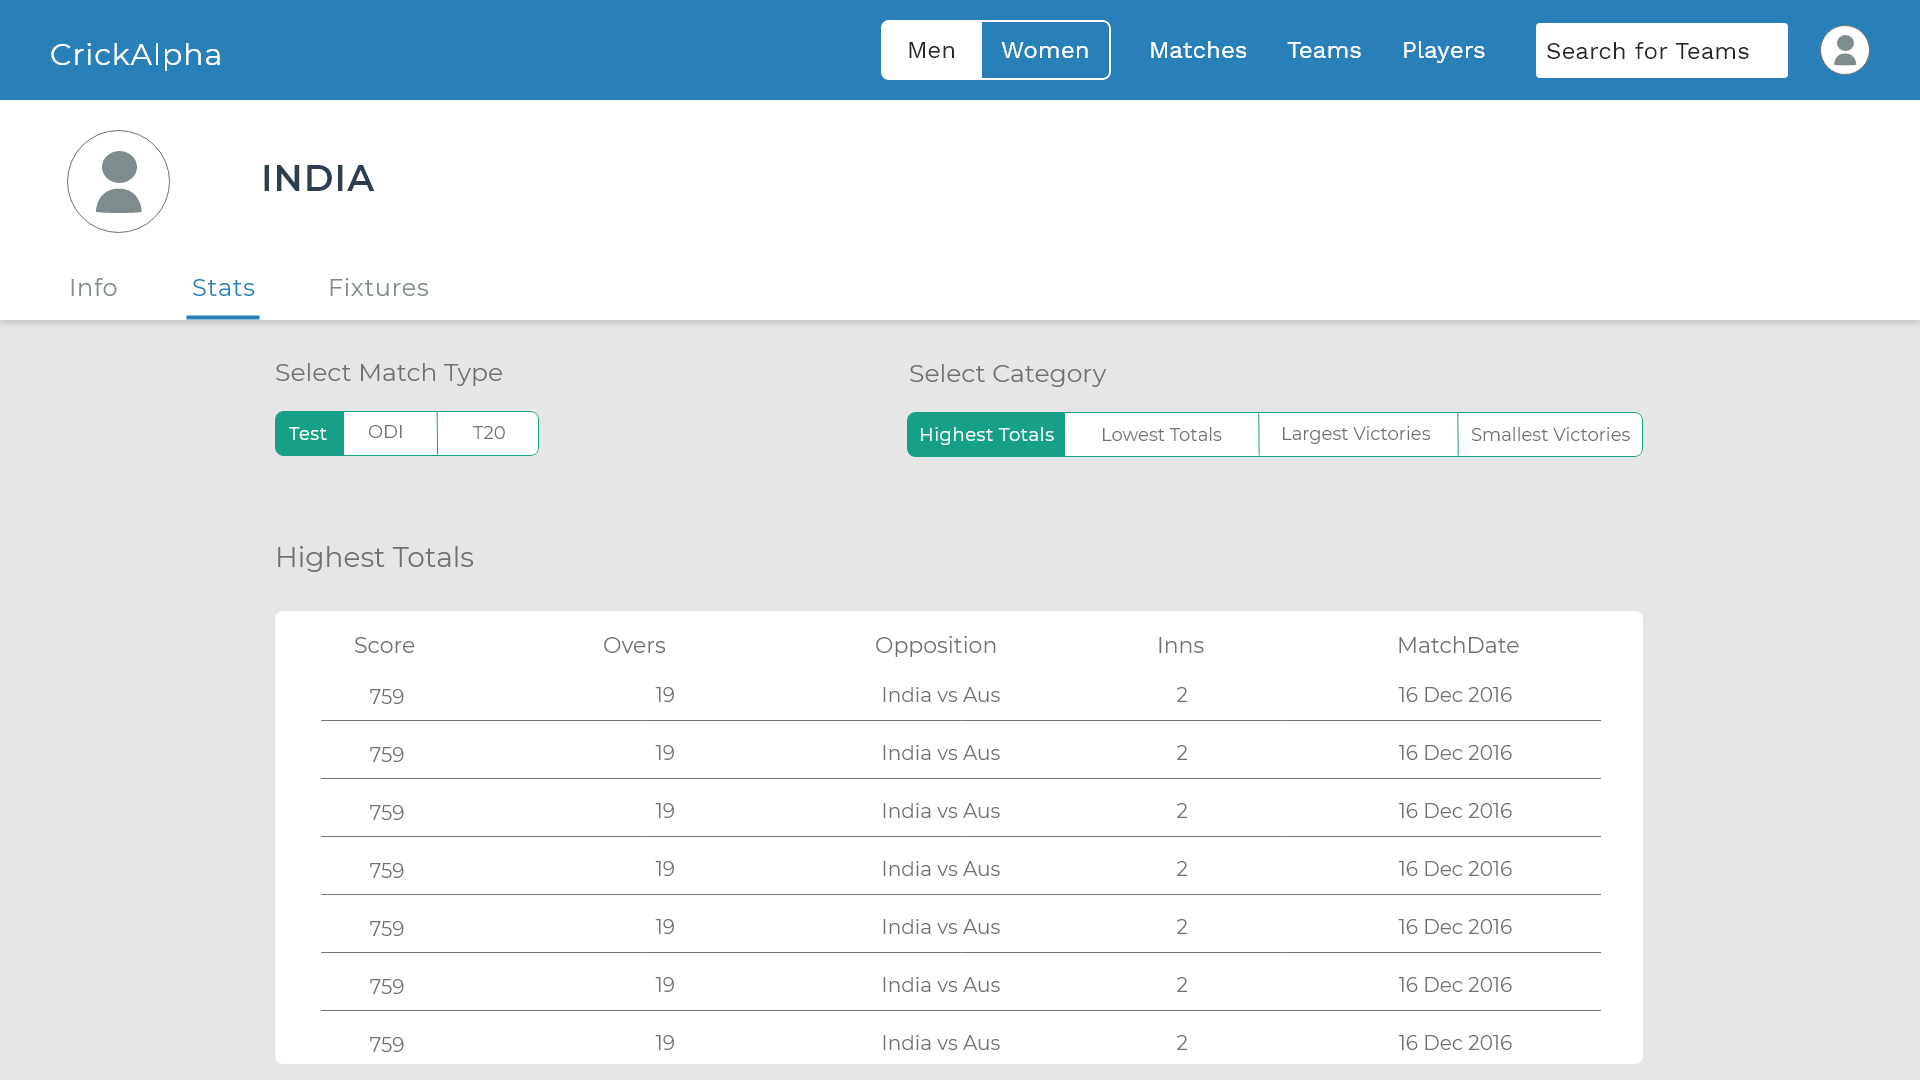 CrickAlpha
Men Women Matches Teams Players Search for Teams
INDIA
Info Stats Fixtures
Select Match Type Select Category
Test ODI T20 Highest Totals Lowest Totals Largest Victories Smallest Victories
Highest Totals
Score Overs Opposition Inns MatchDate
759 19 India vs Aus 2 16 Dec 2016
759 19 India vs Aus 2 16 Dec 2016
759 19 India vs Aus 2 16 Dec 2016
759 19 India vs Aus 2 16 Dec 2016
759 19 India vs Aus 2 16 Dec 2016
759 19 India vs Aus 2 16 Dec 2016
759 19 India vs Aus 2 16 Dec 2016